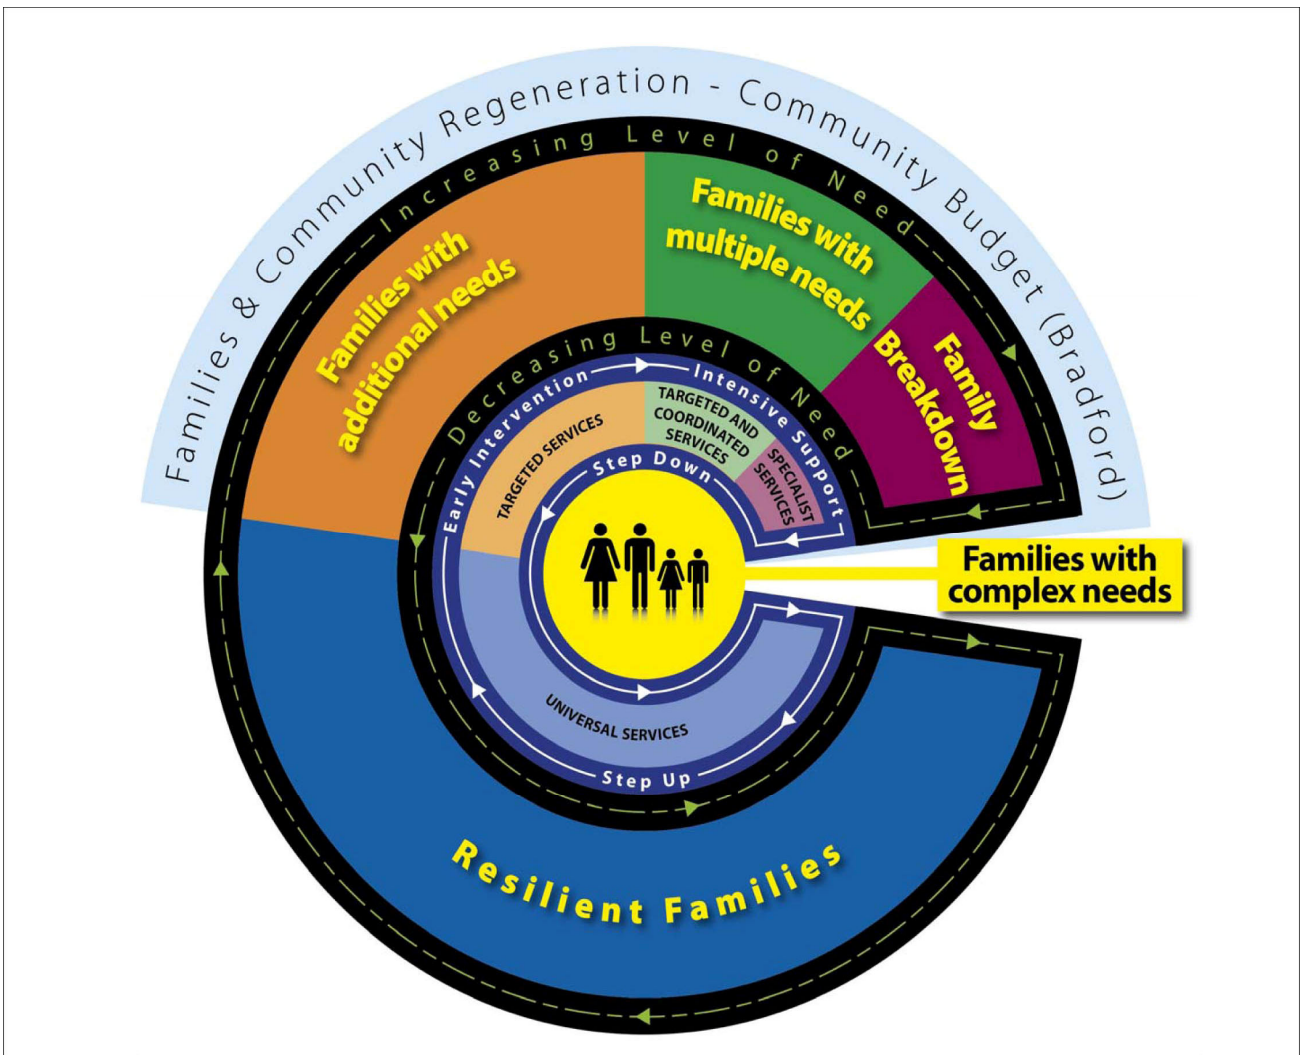 Families & Community Regeneration - Community Budget (Bradford)
Increasing Level of Need
Families with
additional needs
Families with
multiple needs
Family
Breakdown
Decreasing Level of Need
Early Intervention
Intensive Support
TARGETED SERVICES
TARGETED AND
COORDINATED
SERVICES
SPECIALIST
SERVICES
Step Down
Families with
complex needs
UNIVERSAL SERVICES
Step Up
Resilient Families